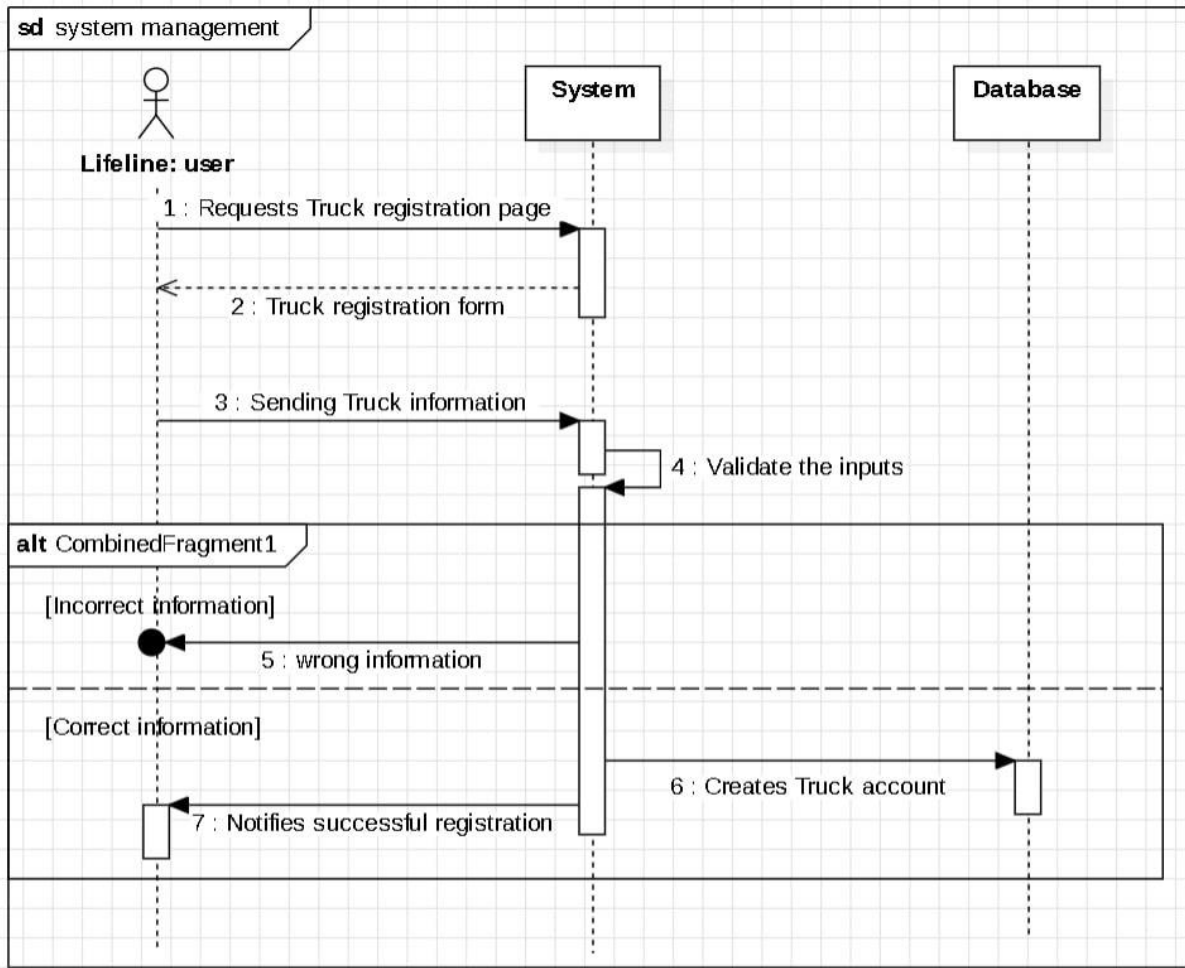 sd system management
System
Database
Lifeline: user
1 : Requests Truck registration page
2 : Truck registration form
3 : Sending Truck information
4 : Validate the inputs
alt CombinedFragment1
[Incorrect information]
5 : wrong information
[Correct information]
6 : Creates Truck account
7 : Notifies successful registration